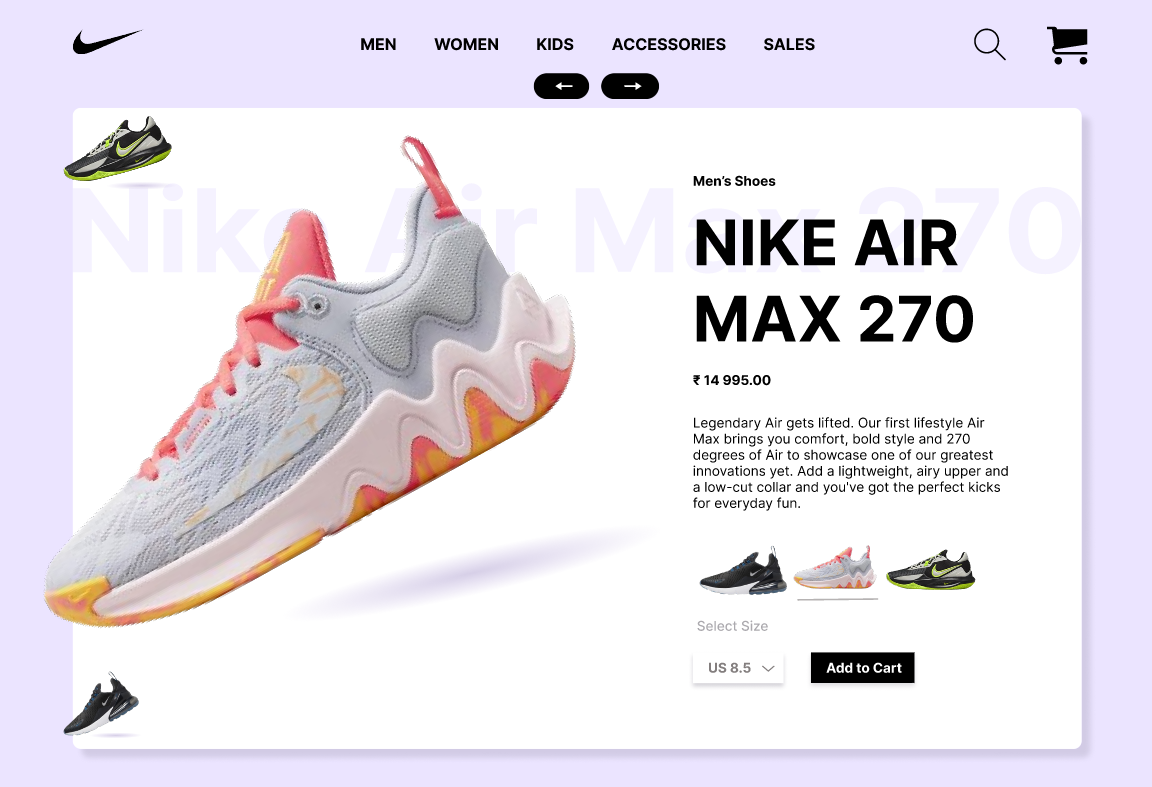 MEN WOMEN KIDS ACCESSORIES SALES
Nike Air Max 270
Men’s Shoes
NIKE AIR
MAX 270
₹ 14 995.00
Legendary Air gets lifted. Our first lifestyle Air
Max brings you comfort, bold style and 270
degrees of Air to showcase one of our greatest
innovations yet. Add a lightweight, airy upper and
a low-cut collar and you've got the perfect kicks
for everyday fun.
Select Size
US 8.5
Add to Cart